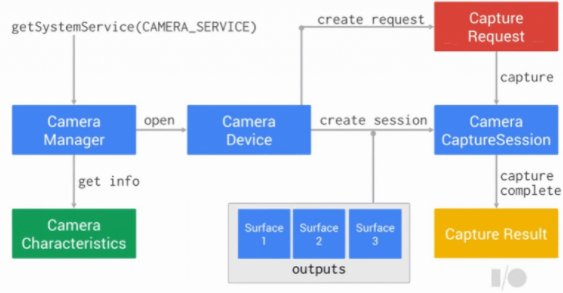 getSystemService(CAMERA_SERVICE)
create request
Capture
Request
capture
Camera
Manager
open
Camera
Device
create session
Camera
CaptureSession
get info
capture
complete
Camera
Characteristics
Surface
1
Surface
2
Surface
3
outputs
Capture Result
I/O